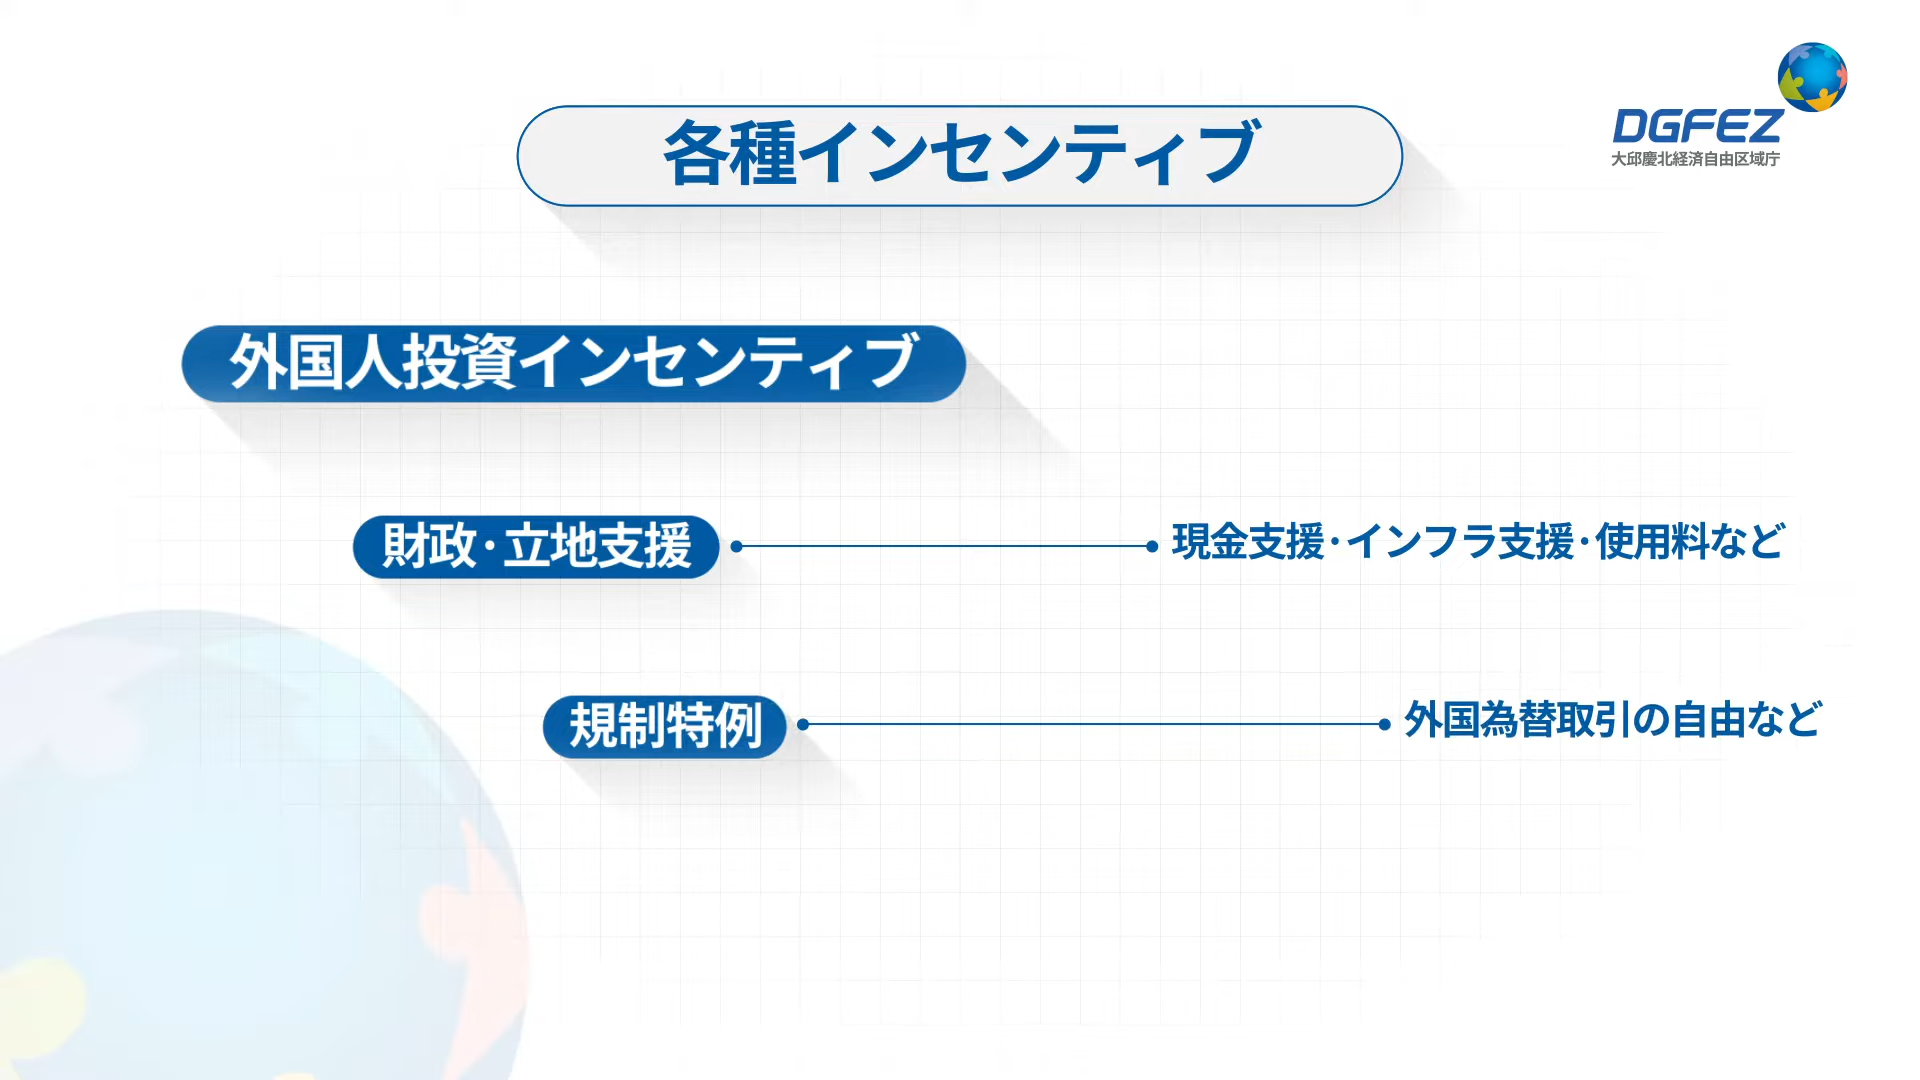 各種インセンティブ
DGFEZ
大邱慶北経済自由区域庁
外国人投資インセンティブ
財政·立地支援
現金支援·インフラ支援·使用料など
規制特例
外国為替取引の自由など